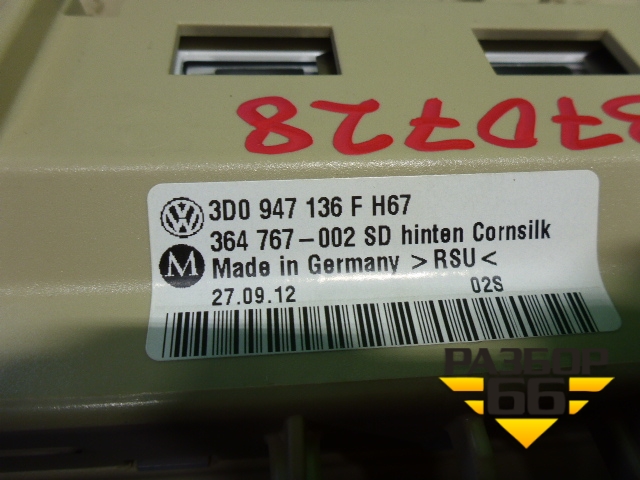 370728
3D0 947 136 F H67
364 767-002 SD hinten Cornsilk
M Made in Germany >RSU<
27.09.12 02S
РАЗБОР
66